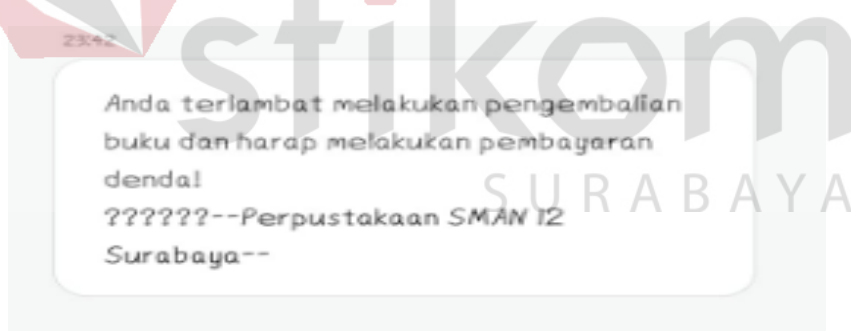 stikom
SURABAYA
23:42
Anda terlambat melakukan pengembalian
buku dan harap melakukan pembayaran
denda!
??????--Perpustakaan SMAN 12
Surabaya--